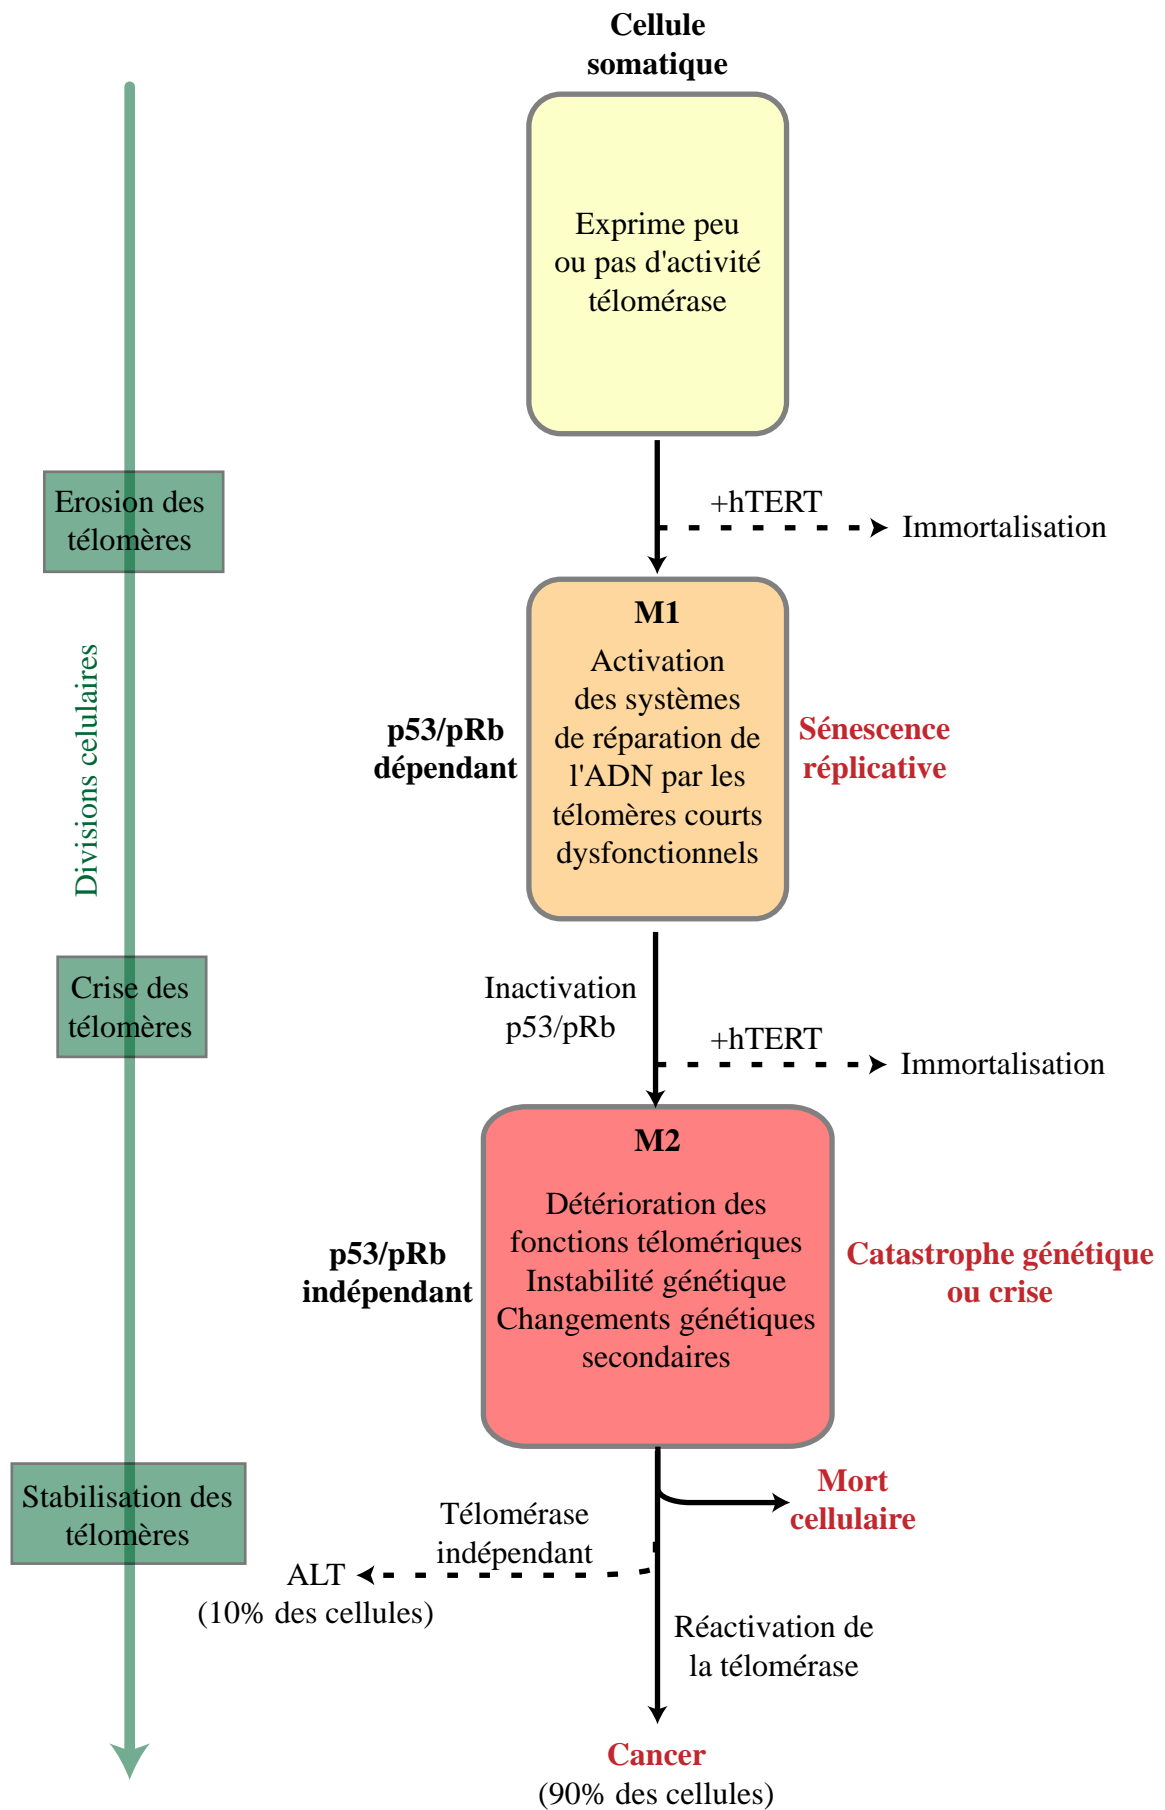 Cellule
somatique
Exprime peu
ou pas d'activité
télomérase
Erosion des
télomères
+hTERT
Immortalisation
Divisions celulaires
M1
Activation
des systèmes
de réparation de
l'ADN par les
télomères courts
dysfonctionnels
p53/pRb
dépendant
Sénescence
réplicative
Crise des
télomères
Inactivation
p53/pRb
+hTERT
Immortalisation
M2
Détérioration des
fonctions télomériques
Instabilité génétique
Changements génétiques
secondaires
p53/pRb
indépendant
Catastrophe génétique
ou crise
Stabilisation des
télomères
Mort
cellulaire
Télomérase
indépendant
ALT
(10% des cellules)
Réactivation de
la télomérase
Cancer
(90% des cellules)